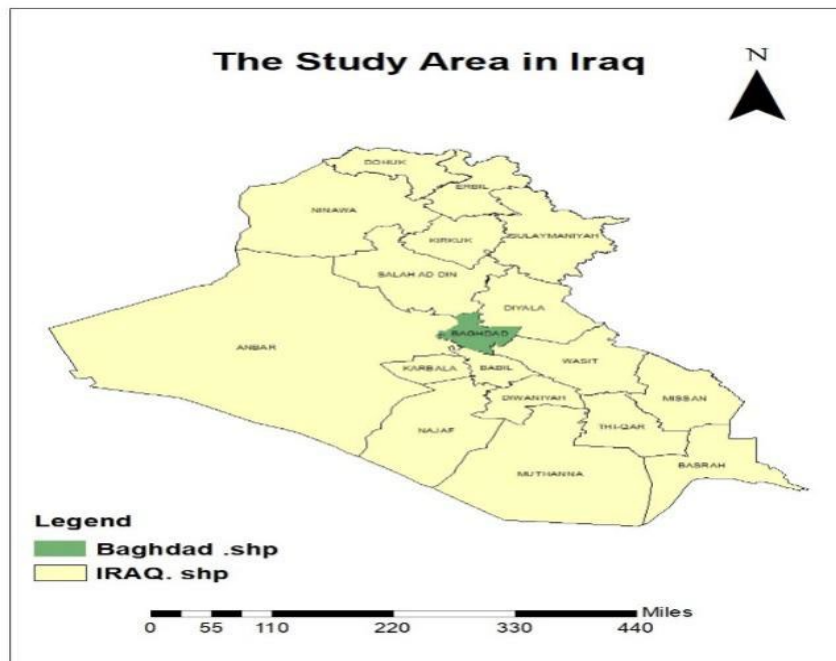 The Study Area in Iraq
N
DOHUK
ERBIL
NINAWA
KIRKUK
SULAYMANIYAH
SALAH AD DIN
DIYALA
BAGHDAD
ANBAR
WASIT
KARBALA
BABIL
DIWANIYAH
MISSAN
NAJAF
THI-QAR
BASRAH
MUTHANNA
Legend
Baghdad .shp
IRAQ. shp
Miles
0 55 110 220 330 440